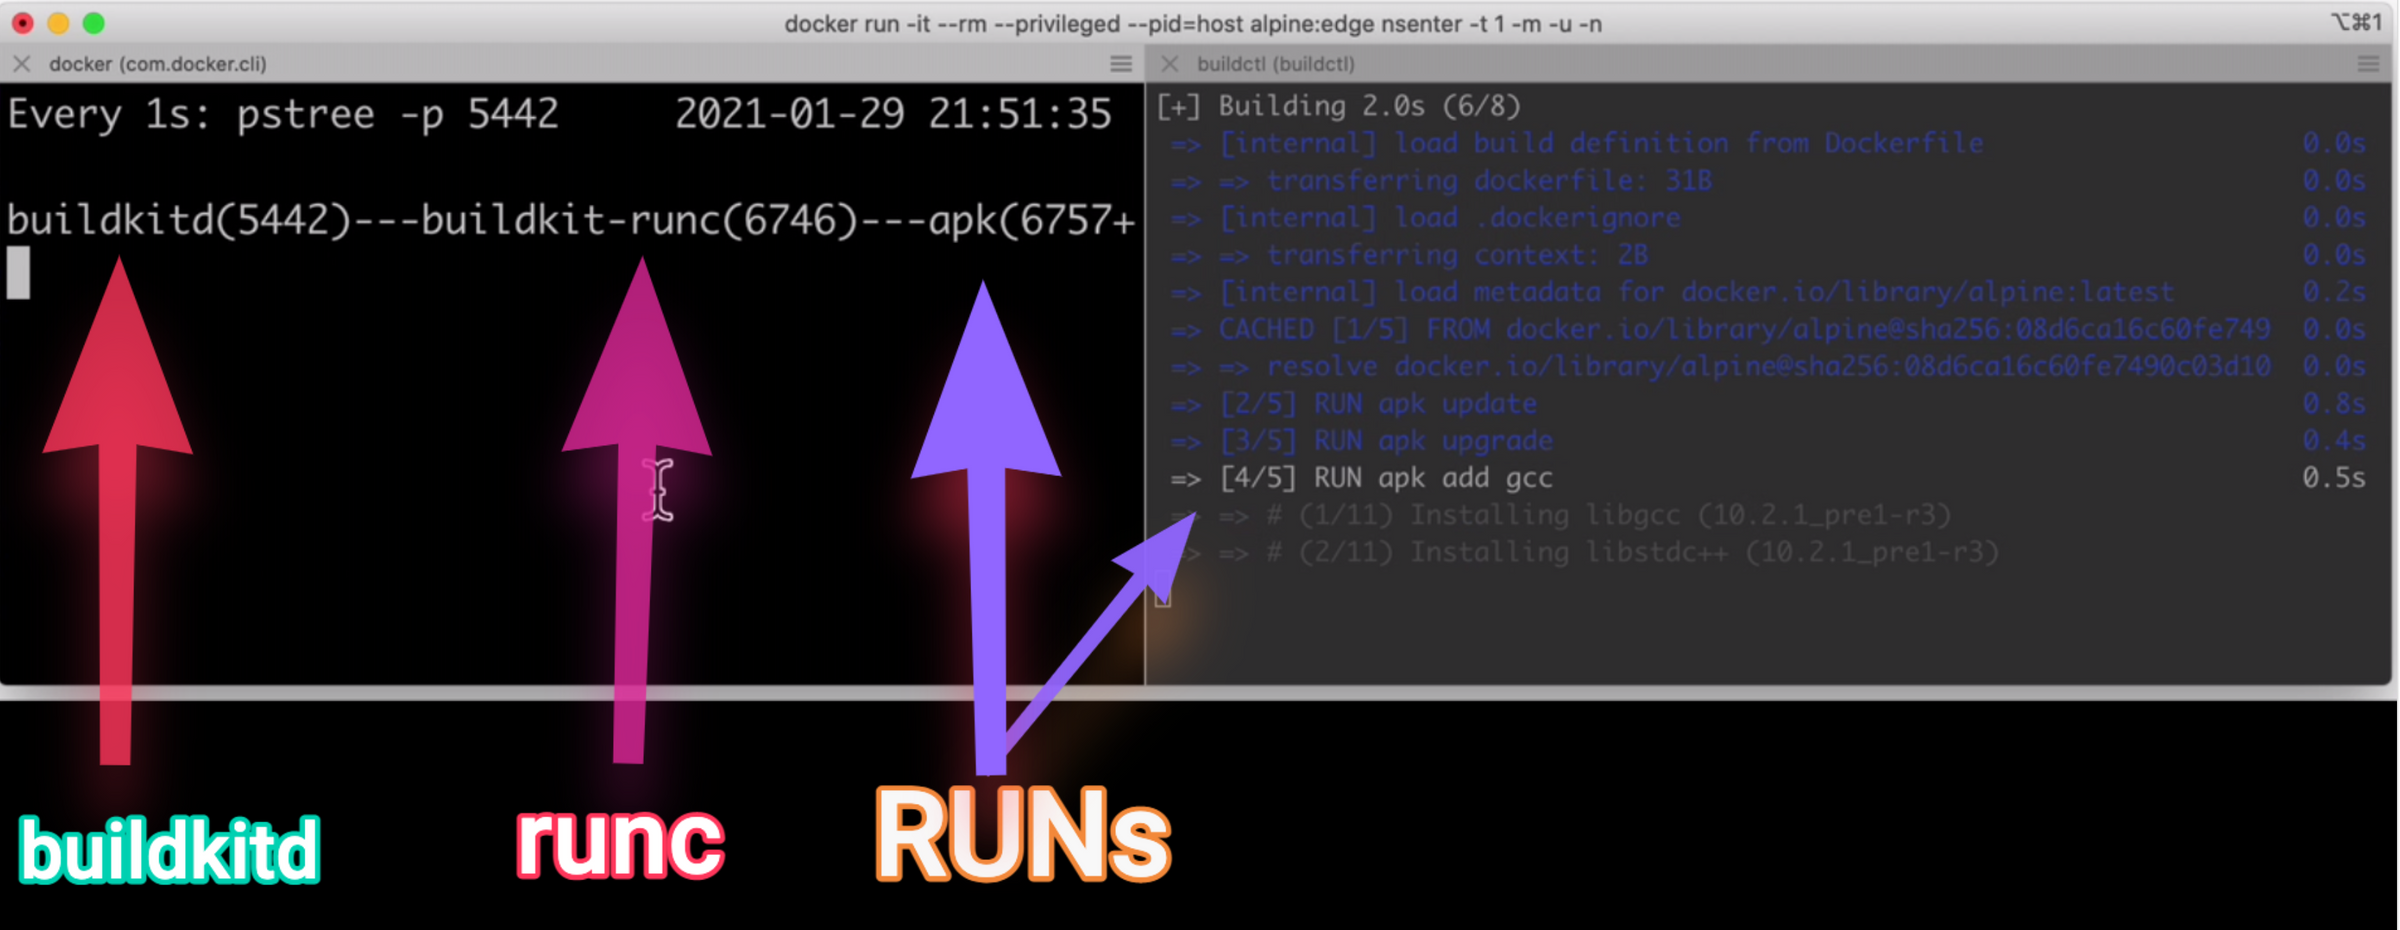 docker run -it --rm --privileged --pid=host alpine:edge nsenter -t 1 -m -u -n
⌥⌘1
docker (com.docker.cli)
Every 1s: pstree -p 5442 2021-01-29 21:51:35
buildkitd(5442)---buildkit-runc(6746)---apk(6757+
buildctl (buildctl)
[+] Building 2.0s (6/8)
=> [internal] load build definition from Dockerfile 0.0s
=> => transferring dockerfile: 31B 0.0s
=> [internal] load .dockerignore 0.0s
=> => transferring context: 2B 0.0s
=> [internal] load metadata for docker.io/library/alpine:latest 0.2s
=> CACHED [1/5] FROM docker.io/library/alpine@sha256:08d6ca16c60fe749 0.0s
=> => resolve docker.io/library/alpine@sha256:08d6ca16c60fe7490c03d10 0.0s
=> [2/5] RUN apk update 0.8s
=> [3/5] RUN apk upgrade 0.4s
=> [4/5] RUN apk add gcc 0.5s
=> => # (1/11) Installing libgcc (10.2.1_pre1-r3)
=> => # (2/11) Installing libstdc++ (10.2.1_pre1-r3)
buildkitd
runc
RUNs